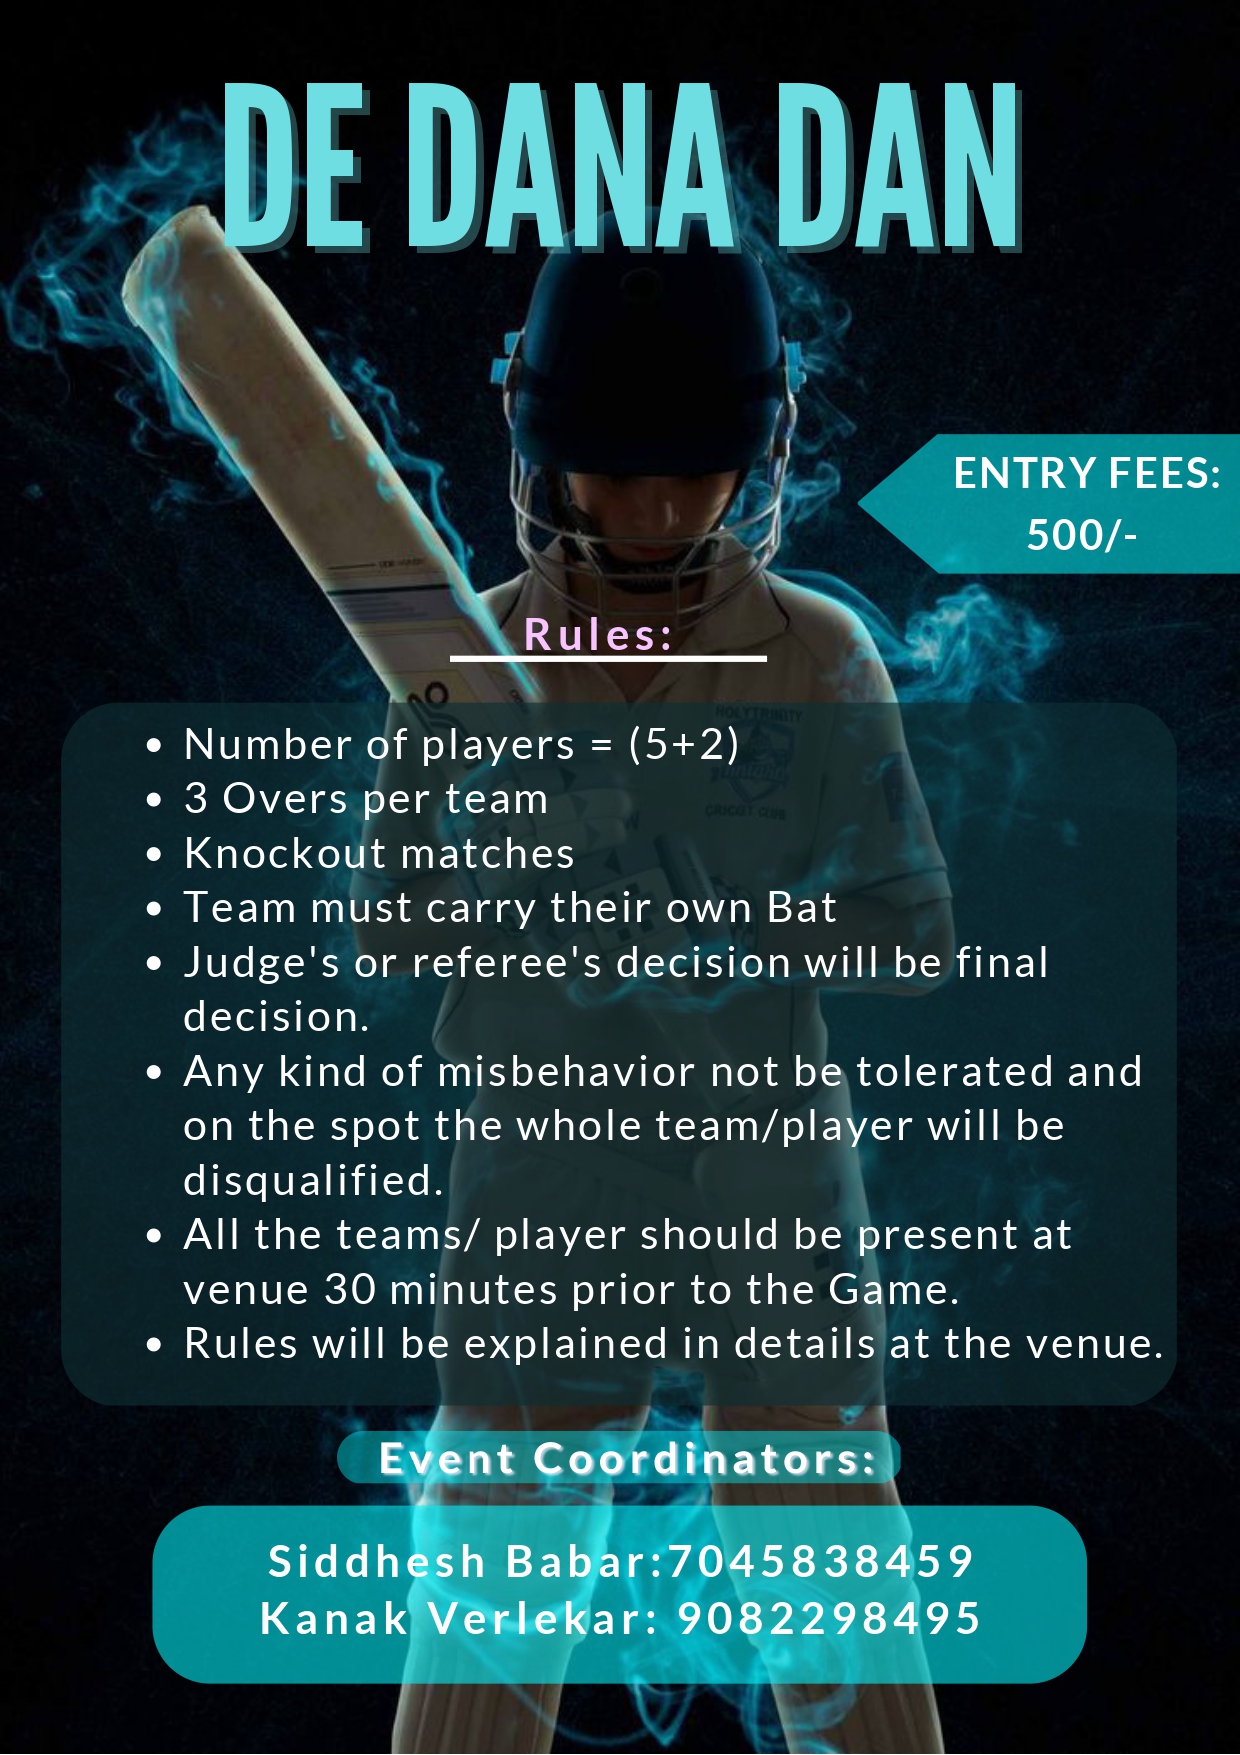 DE DANA DAN
ENTRY FEES:
500/-
Rules:
HOLYTRINITY
CRICKET CLUB
• Number of players = (5+2)
• 3 Overs per team
• Knockout matches
• Team must carry their own Bat
• Judge's or referee's decision will be final
decision.
• Any kind of misbehavior not be tolerated and
on the spot the whole team/player will be
disqualified.
• All the teams/ player should be present at
venue 30 minutes prior to the Game.
• Rules will be explained in details at the venue.
Event Coordinators:
Siddhesh Babar:7045838459
Kanak Verlekar: 9082298495